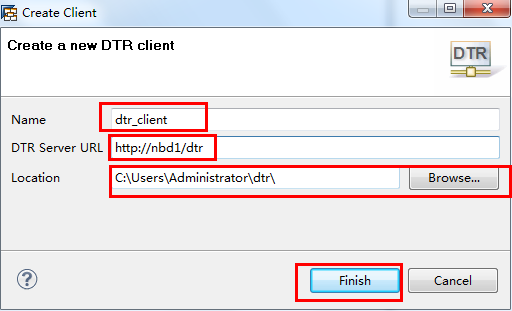 Create Client
Create a new DTR client
DTR
Name dtr_client
DTR Server URL http://nbd1/dtr
Location C:\Users\Administrator\dtr\ Browse...
? Finish Cancel